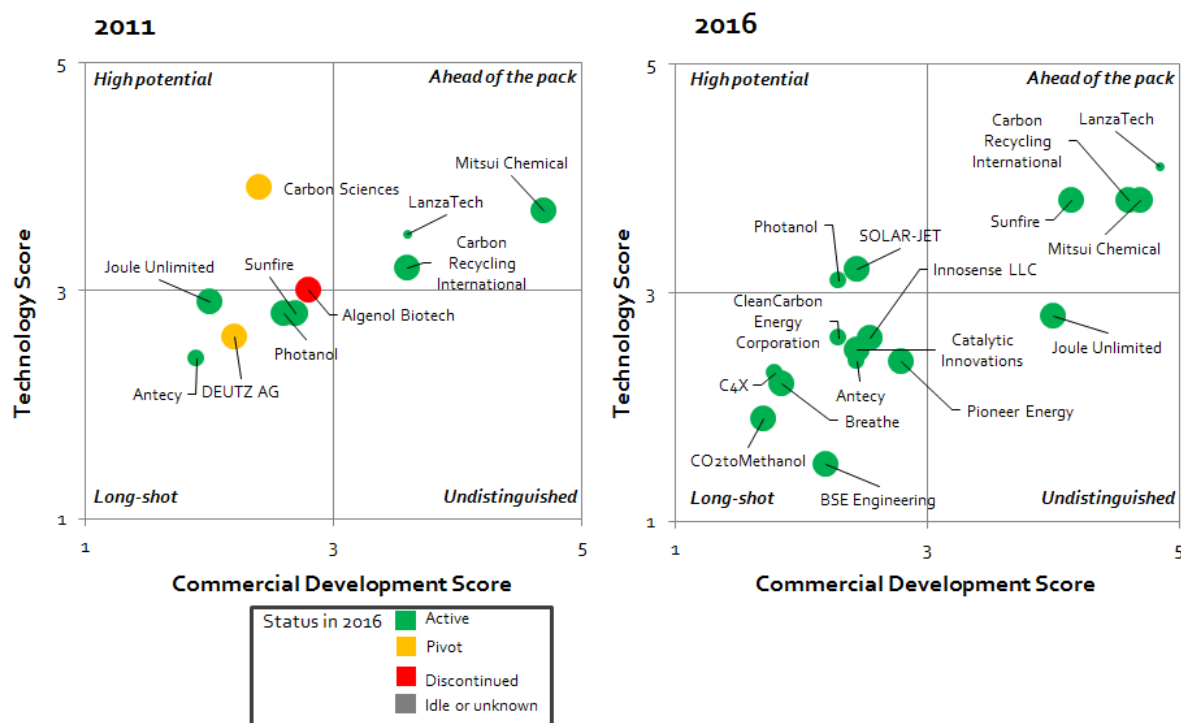 2011
5
High potential
Ahead of the pack
Mitsui Chemical
Carbon Sciences
LanzaTech
Carbon
Recycling
International
Joule Unlimited
Sunfire
3
Algenol Biotech
Photanol
Antecy
DEUTZ AG
Long-shot
Undistinguished
1
1
3
5
Technology Score
Commercial Development Score
2016
5
High potential
Ahead of the pack
Carbon
Recycling
International
LanzaTech
Sunfire
Mitsui Chemical
Photanol
SOLAR-JET
Innosense LLC
3
CleanCarbon
Energy
Corporation
Catalytic
Innovations
Joule Unlimited
C4X
Antecy
Breathe
Pioneer Energy
CO2toMethanol
BSE Engineering
Long-shot
Undistinguished
1
1
3
5
Technology Score
Commercial Development Score
Status in 2016
Active
Pivot
Discontinued
Idle or unknown